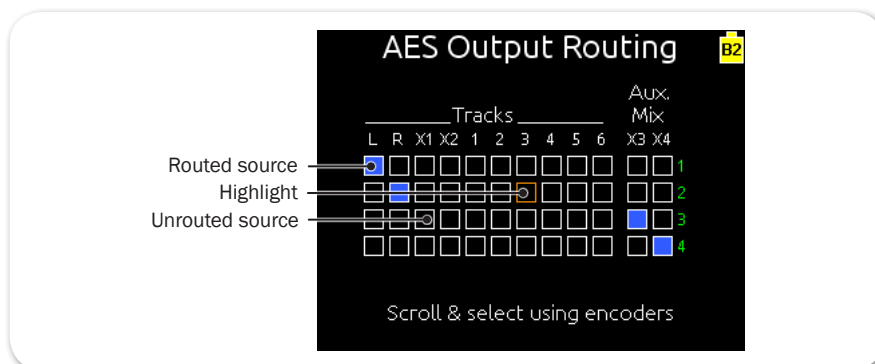 AES Output Routing
B2
Aux.
Tracks Mix
L R X1 X2 1 2 3 4 5 6 X3 X4
Routed source 1
Highlight 2
Unrouted source 3
4
Scroll & select using encoders